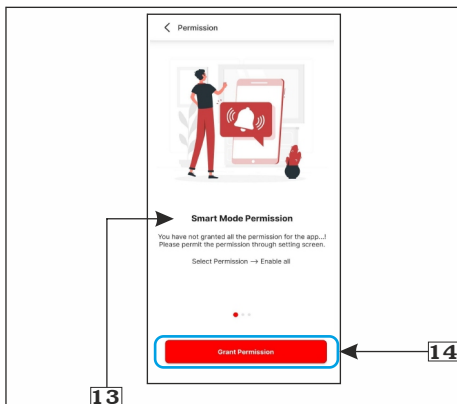 Permission
Smart Mode Permission
You have not granted all the permission for the app...!
Please permit the permission through setting screen.
Select Permission → Enable all
Grant Permission
14
13